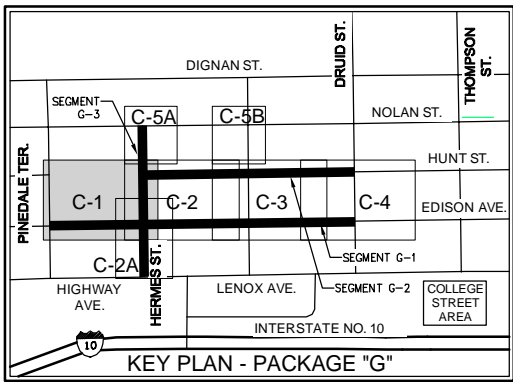 DIGNAN ST.
DRUID ST.
THOMPSON
ST.
SEGMENT
G-3
C-5A
C-5B
NOLAN ST.
PINEDALE TER.
HUNT ST.
C-1
C-2
C-3
C-4
EDISON AVE.
C-2A
HERMES ST.
SEGMENT G-1
SEGMENT G-2
HIGHWAY
AVE.
LENOX AVE.
COLLEGE
STREET
AREA
INTERSTATE NO. 10
10
KEY PLAN - PACKAGE "G"